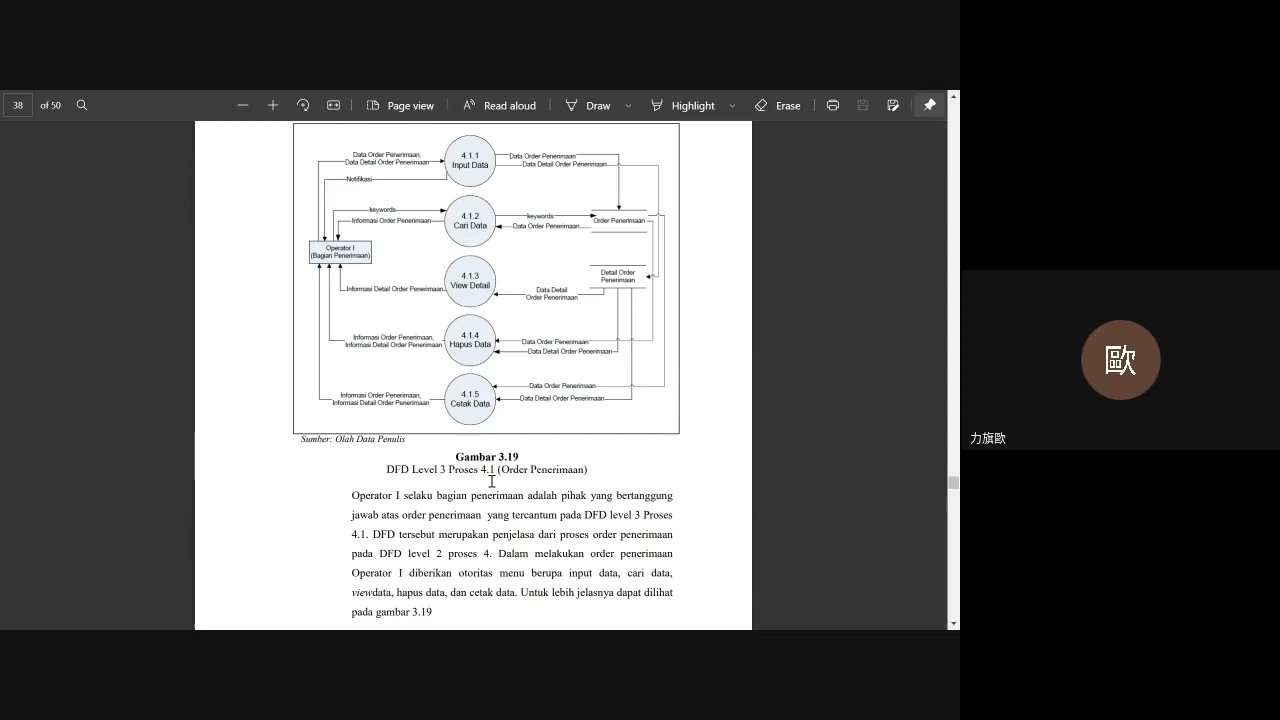 38 of 50 Page view Read aloud Draw Highlight Erase
Data Order Penerimaan,
Data Detail Order Penerimaan
Notifikasi
4.1.1
Input Data
Data Order Penerimaan
Data Detail Order Penerimaan
keywords
Informasi Order Penerimaan
4.1.2
Cari Data
keywords
Data Order Penerimaan
Order Penerimaan
Operator I
(Bagian Penerimaan)
Informasi Detail Order Penerimaan
4.1.3
View Detail
Data Detail
Order Penerimaan
Detail Order
Penerimaan
Informasi Order Penerimaan,
Informasi Detail Order Penerimaan
4.1.4
Hapus Data
Data Order Penerimaan
Data Detail Order Penerimaan
Informasi Order Penerimaan,
Informasi Detail Order Penerimaan
4.1.5
Cetak Data
Data Order Penerimaan
Data Detail Order Penerimaan
Sumber: Olah Data Penulis
Gambar 3.19
DFD Level 3 Proses 4.1 (Order Penerimaan)
Operator I selaku bagian penerimaan adalah pihak yang bertanggung
jawab atas order penerimaan yang tercantum pada DFD level 3 Proses
4.1. DFD tersebut merupakan penjelasa dari proses order penerimaan
pada DFD level 2 proses 4. Dalam melakukan order penerimaan
Operator I diberikan otoritas menu berupa input data, cari data,
viewdata, hapus data, dan cetak data. Untuk lebih jelasnya dapat dilihat
pada gambar 3.19
歐
力旗歐